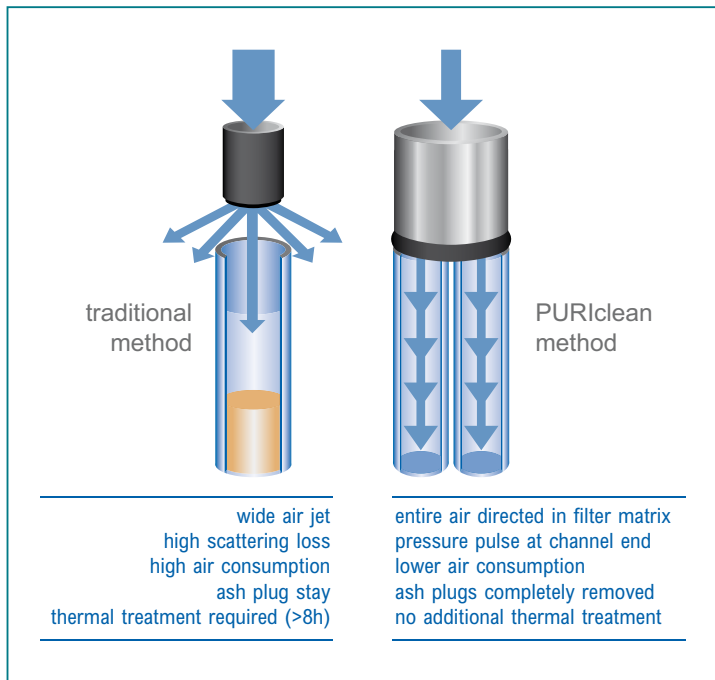 traditional
method
PURIclean
method
wide air jet
high scattering loss
high air consumption
ash plug stay
thermal treatment required (>8h)
entire air directed in filter matrix
pressure pulse at channel end
lower air consumption
ash plugs completely removed
no additional thermal treatment